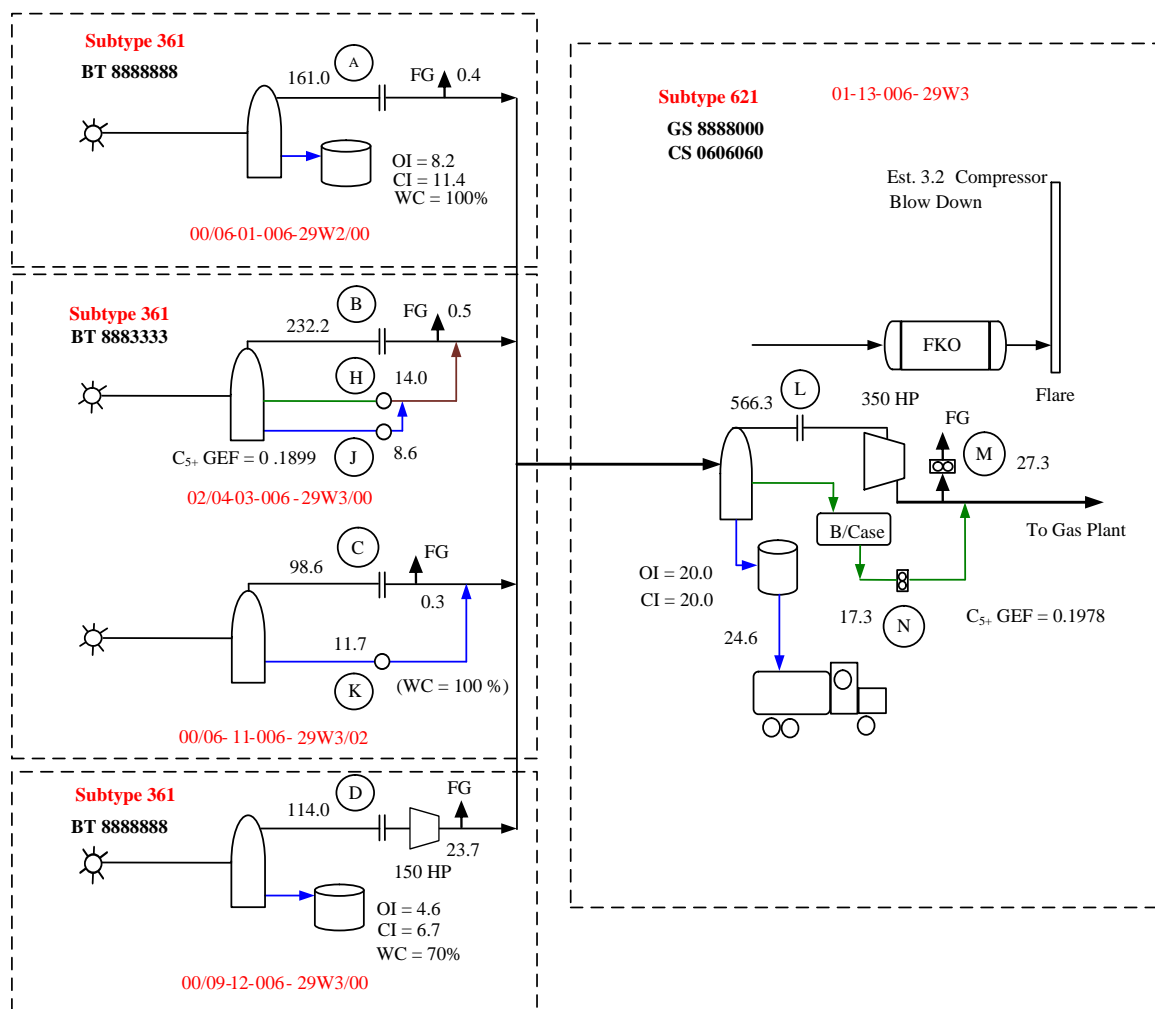 Subtype 361
BT 8888888
161.0
A
FG
0.4
OI = 8.2
CI = 11.4
WC = 100%
00/06-01-006-29W2/00
Subtype 361
BT 8883333
232.2
B
FG
0.5
H
14.0
J
8.6
C5+ GEF = 0 .1899
02/04-03-006 - 29W3/00
98.6
C
FG
0.3
11.7
K
(WC = 100 %)
00/06- 11-006- 29W3/02
Subtype 361
BT 8888888
114.0
D
FG
23.7
150 HP
OI = 4.6
CI = 6.7
WC = 70%
00/09-12-006- 29W3/00
Subtype 621
01-13-006- 29W3
GS 8888000
CS 0606060
Est. 3.2 Compressor
Blow Down
FKO
Flare
566.3
L
350 HP
FG
M
27.3
To Gas Plant
B/Case
OI = 20.0
CI = 20.0
24.6
17.3
N
C5+ GEF = 0.1978